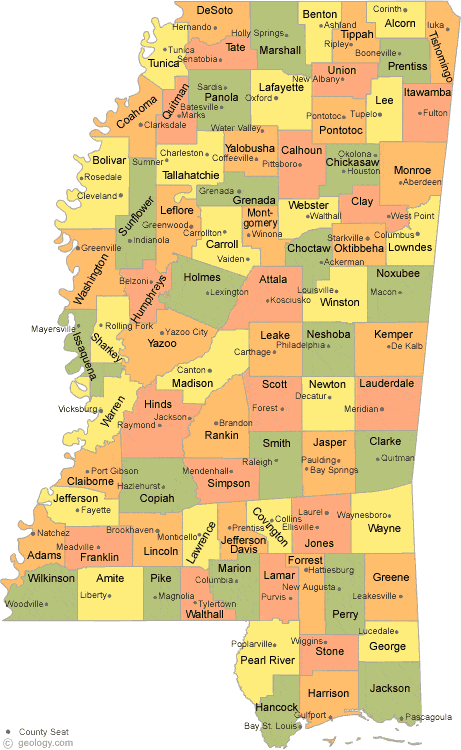 DeSoto
Hernando
Holly Springs
Marshall
Benton
Ashland
Corinth
Alcorn
Tippah
Ripley
Iuka
Tishomingo
Booneville
Prentiss
Tunica
Tunica
Senatobia
Tate
Union
New Albany
Itawamba
Fulton
Lee
Tupelo
Coahoma
Clarksdale
Quitman
Marks
Sardis
Panola
Batesville
Lafayette
Oxford
Water Valley
Yalobusha
Coffeeville
Pontotoc
Pontotoc
Calhoun
Pittsboro
Okolona
Chickasaw
Houston
Monroe
Aberdeen
Bolivar
Rosedale
Cleveland
Sumner
Charleston
Tallahatchie
Grenada
Grenada
Sunflower
Indianola
Leflore
Greenwood
Carrollton
Carroll
Vaiden
Mont-
gomery
Winona
Webster
Walthall
Clay
West Point
Starkville
Oktibbeha
Columbus
Lowndes
Choctaw
Ackerman
Greenville
Washington
Belzoni
Humphreys
Holmes
Lexington
Attala
Kosciusko
Louisville
Winston
Noxubee
Macon
Mayersville
Issaquena
Rolling Fork
Sharkey
Yazoo City
Yazoo
Leake
Carthage
Neshoba
Philadelphia
Kemper
De Kalb
Canton
Madison
Vicksburg
Warren
Hinds
Jackson
Raymond
Brandon
Rankin
Scott
Forest
Newton
Decatur
Lauderdale
Meridian
Smith
Raleigh
Jasper
Paulding
Bay Springs
Clarke
Quitman
Port Gibson
Claiborne
Hazlehurst
Copiah
Mendenhall
Simpson
Jefferson
Fayette
Natchez
Adams
Meadville
Franklin
Brookhaven
Lincoln
Monticello
Lawrence
Prentiss
Jefferson
Davis
Covington
Collins
Laurel
Ellisville
Jones
Waynesboro
Wayne
Wilkinson
Woodville
Amite
Liberty
Pike
Magnolia
Walthall
Tylertown
Marion
Columbia
Lamar
Purvis
Forrest
Hattiesburg
New Augusta
Perry
Greene
Leakesville
Poplarville
Pearl River
Wiggins
Stone
Lucedale
George
Hancock
Bay St. Louis
Harrison
Gulfport
Jackson
Pascagoula
County Seat
© geology.com